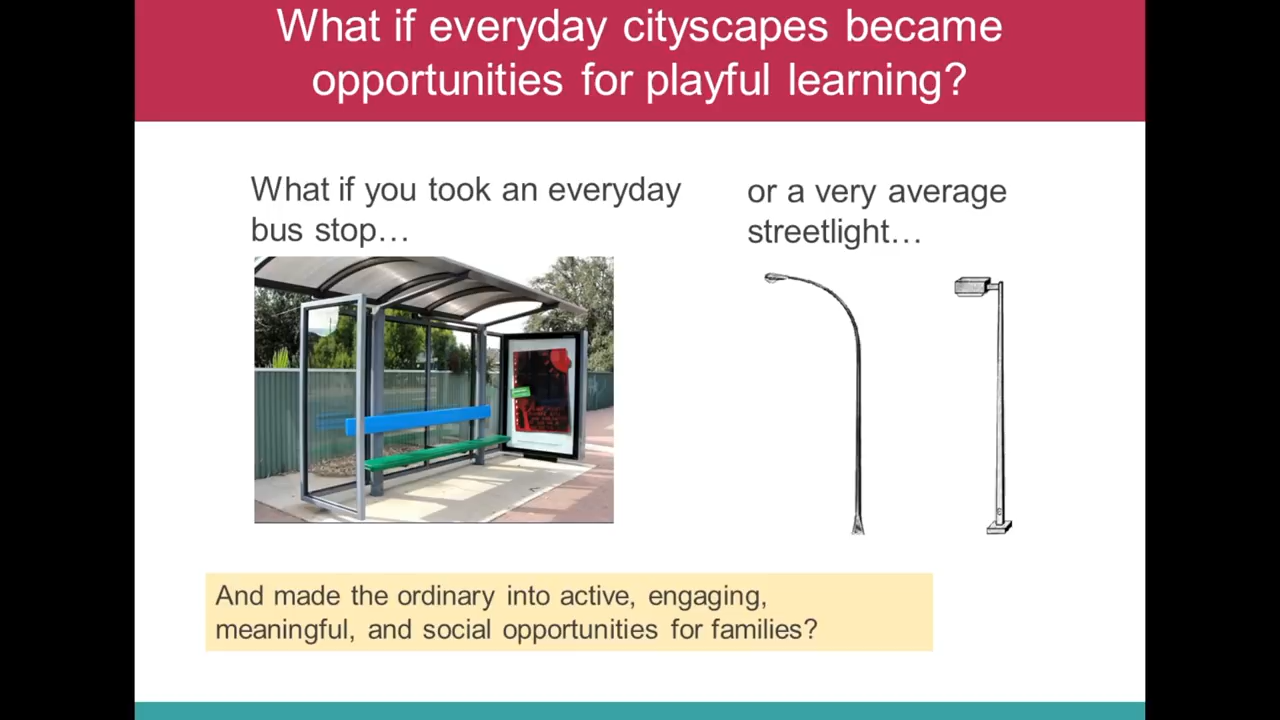 What if everyday cityscapes became
opportunities for playful learning?
What if you took an everyday
bus stop…
or a very average
streetlight…
And made the ordinary into active, engaging,
meaningful, and social opportunities for families?